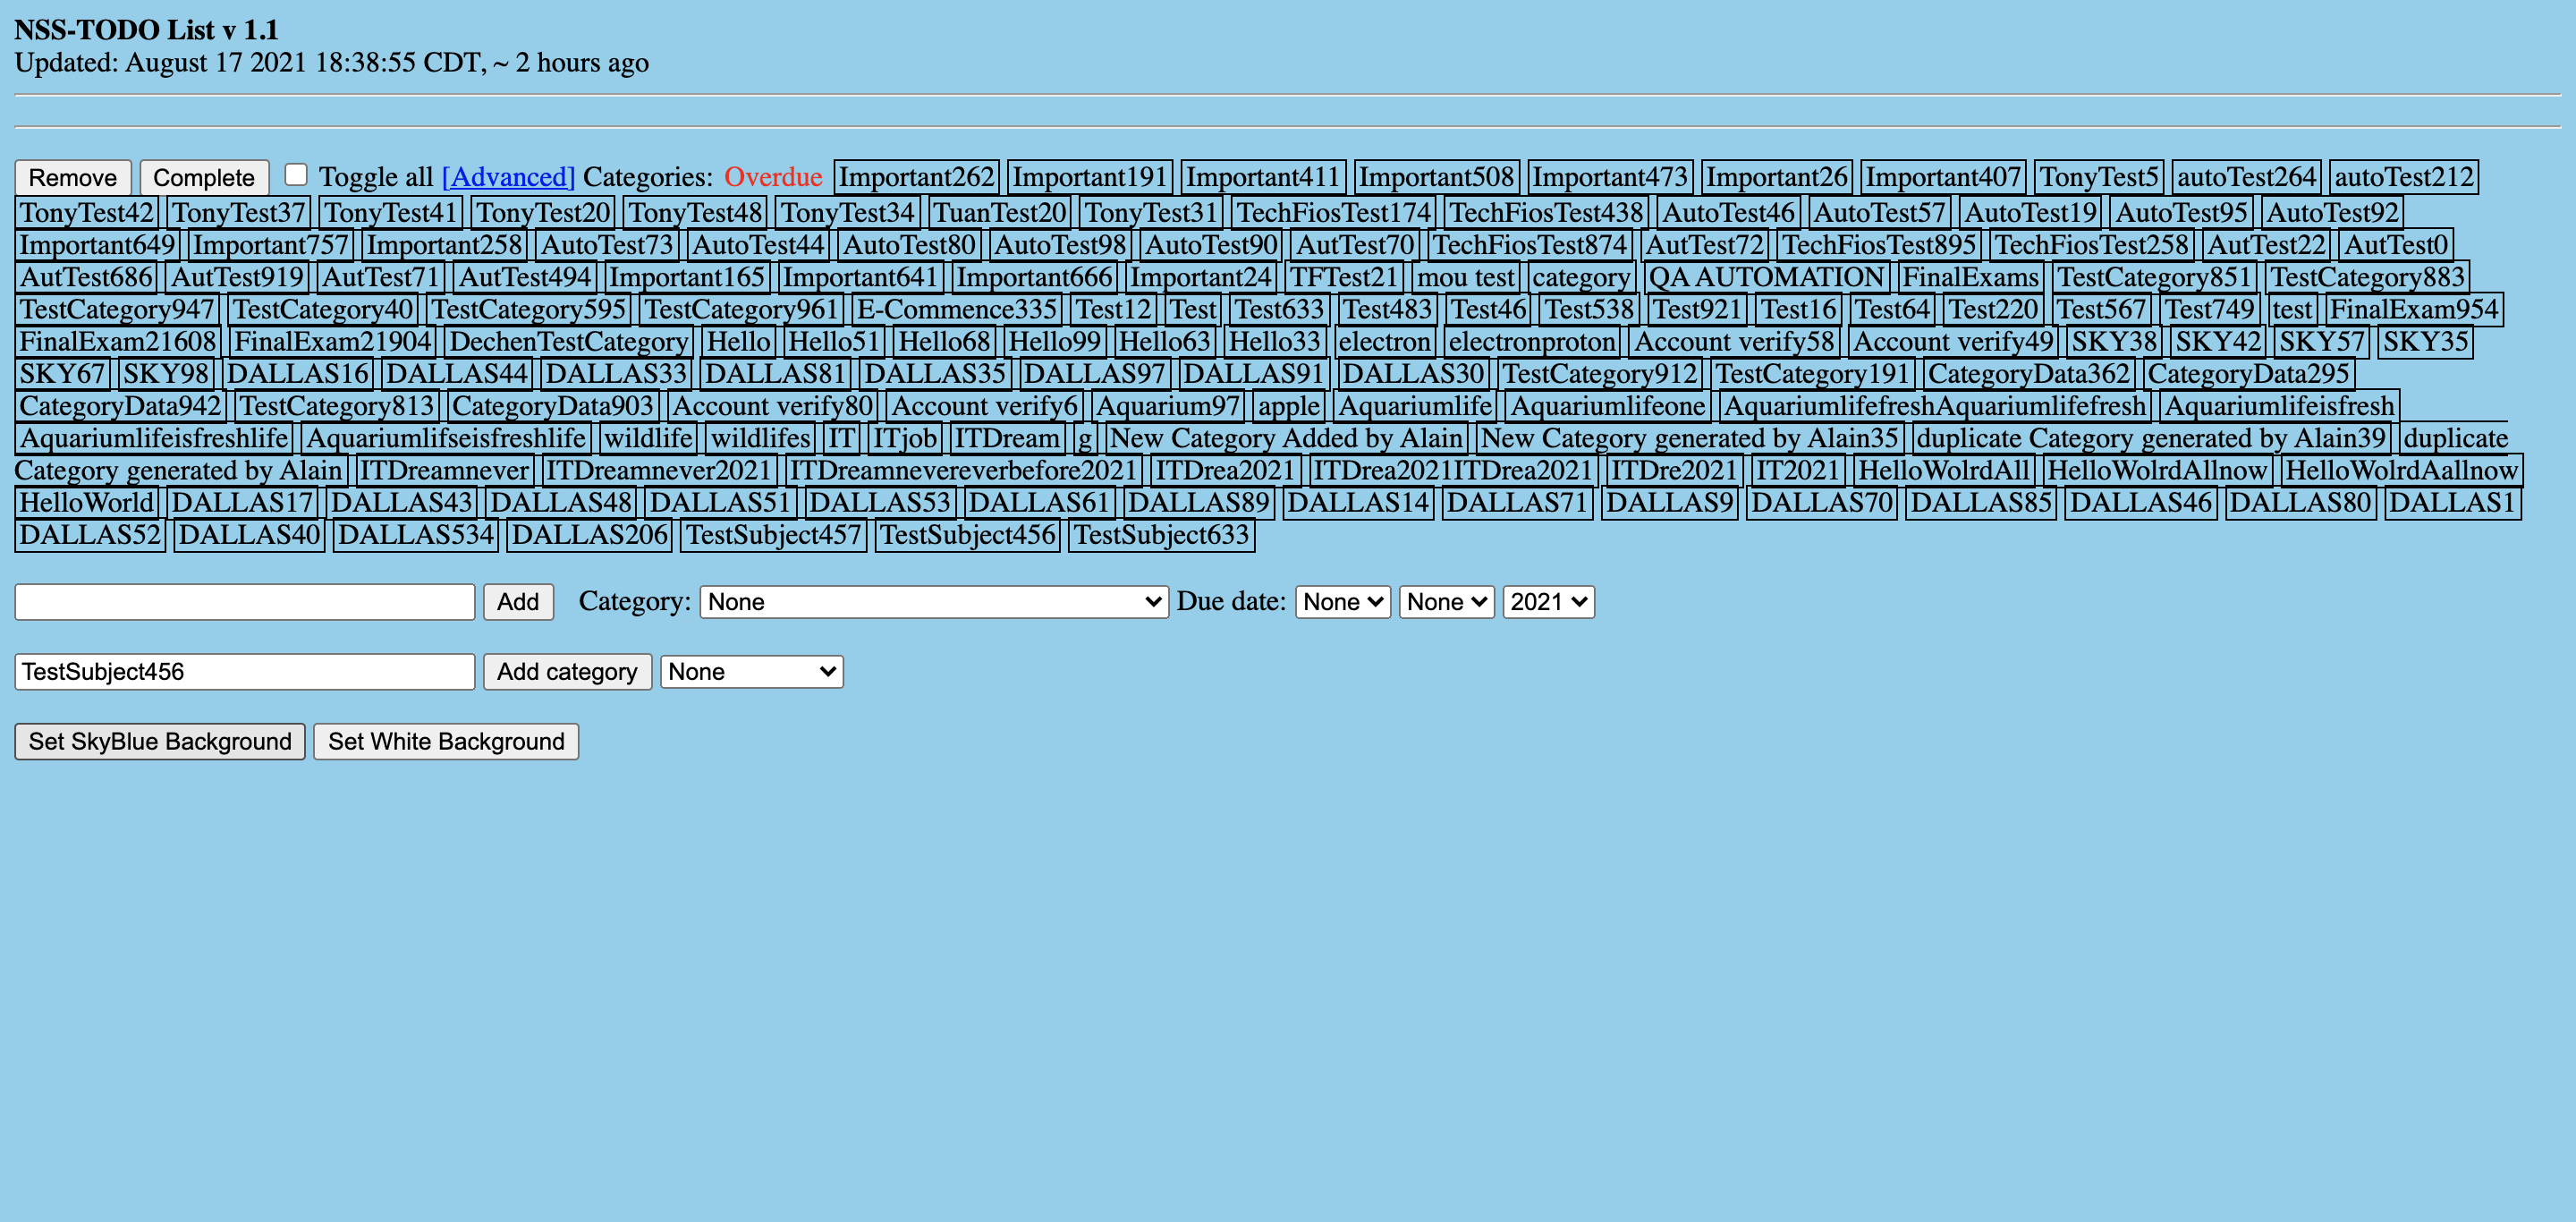 NSS-TODO List v 1.1
Updated: August 17 2021 18:38:55 CDT, ~ 2 hours ago
Remove Complete Toggle all [Advanced] Categories: Overdue Important262 Important191 Important411 Important508 Important473 Important26 Important407 TonyTest5 autoTest264 autoTest212
TonyTest42 TonyTest37 TonyTest41 TonyTest20 TonyTest48 TonyTest34 TuanTest20 TonyTest31 TechFiosTest174 TechFiosTest438 AutoTest46 AutoTest57 AutoTest19 AutoTest95 AutoTest92
Important649 Important757 Important258 AutoTest73 AutoTest44 AutoTest80 AutoTest98 AutoTest90 AutTest70 TechFiosTest874 AutTest72 TechFiosTest895 TechFiosTest258 AutTest22 AutTest0
AutTest686 AutTest919 AutTest71 AutTest494 Important165 Important641 Important666 Important24 TFTest21 mou test category QA AUTOMATION FinalExams TestCategory851 TestCategory883
TestCategory947 TestCategory40 TestCategory595 TestCategory961 E-Commence335 Test12 Test Test633 Test483 Test46 Test538 Test921 Test16 Test64 Test220 Test567 Test749 test FinalExam954
FinalExam21608 FinalExam21904 DechenTestCategory Hello Hello51 Hello68 Hello99 Hello63 Hello33 electron electronproton Account verify58 Account verify49 SKY38 SKY42 SKY57 SKY35
SKY67 SKY98 DALLAS16 DALLAS44 DALLAS33 DALLAS81 DALLAS35 DALLAS97 DALLAS91 DALLAS30 TestCategory912 TestCategory191 CategoryData362 CategoryData295
CategoryData942 TestCategory813 CategoryData903 Account verify80 Account verify6 Aquarium97 apple Aquariumlife Aquariumlifeone AquariumlifefreshAquariumlifefresh Aquariumlifeisfresh
Aquariumlifeisfreshlife Aquariumlifseisfreshlife wildlife wildlifes IT ITjob ITDream g New Category Added by Alain New Category generated by Alain35 duplicate Category generated by Alain39 duplicate
Category generated by Alain ITDreamnever ITDreamnever2021 ITDreamnevereverbefore2021 ITDrea2021 ITDrea2021ITDrea2021 ITDre2021 IT2021 HelloWolrdAll HelloWolrdAllnow HelloWolrdAallnow
HelloWorld DALLAS17 DALLAS43 DALLAS48 DALLAS51 DALLAS53 DALLAS61 DALLAS89 DALLAS14 DALLAS71 DALLAS9 DALLAS70 DALLAS85 DALLAS46 DALLAS80 DALLAS1
DALLAS52 DALLAS40 DALLAS534 DALLAS206 TestSubject457 TestSubject456 TestSubject633
Add Category: None Due date: None None 2021
TestSubject456 Add category None
Set SkyBlue Background Set White Background